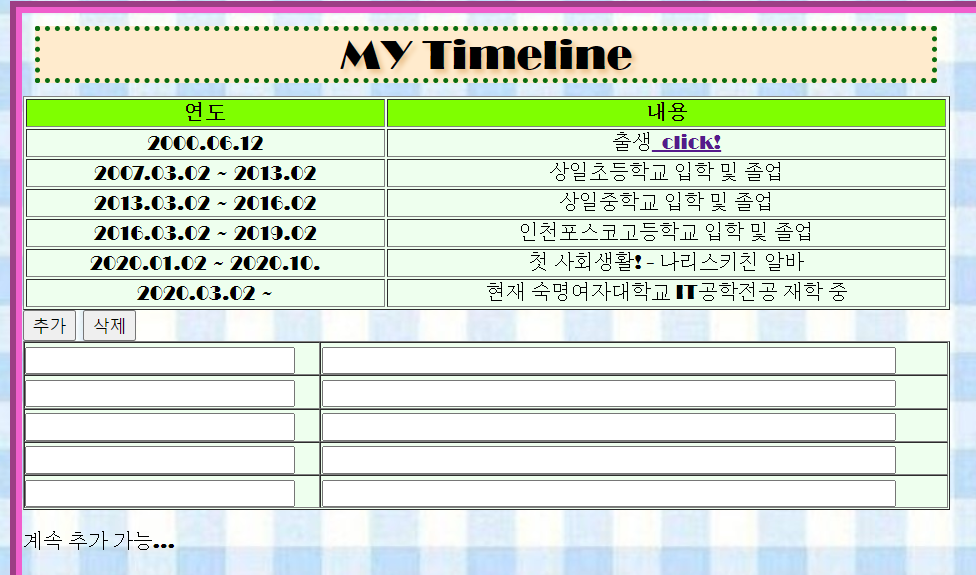 MY Timeline
연도 내용
2000.06.12 출생 click!
2007.03.02 ~ 2013.02 상일초등학교 입학 및 졸업
2013.03.02 ~ 2016.02 상일중학교 입학 및 졸업
2016.03.02 ~ 2019.02 인천포스코고등학교 입학 및 졸업
2020.01.02 ~ 2020.10. 첫 사회생활! - 나리스키친 알바
2020.03.02 ~ 현재 숙명여자대학교 IT공학전공 재학 중
추가 삭제
계속 추가 가능...